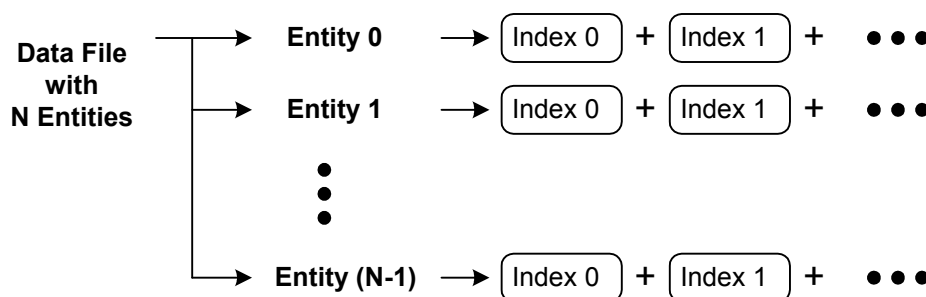 Data File
with
N Entities
Entity 0 Index 0 + Index 1 +
Entity 1 Index 0 + Index 1 +
Entity (N-1) Index 0 + Index 1 +